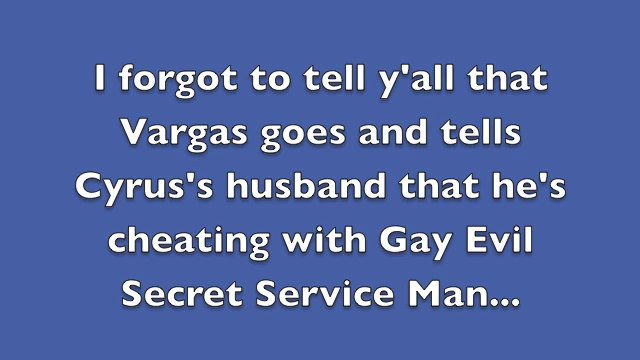 I forgot to tell y'all that
Vargas goes and tells
Cyrus's husband that he's
cheating with Gay Evil
Secret Service Man...